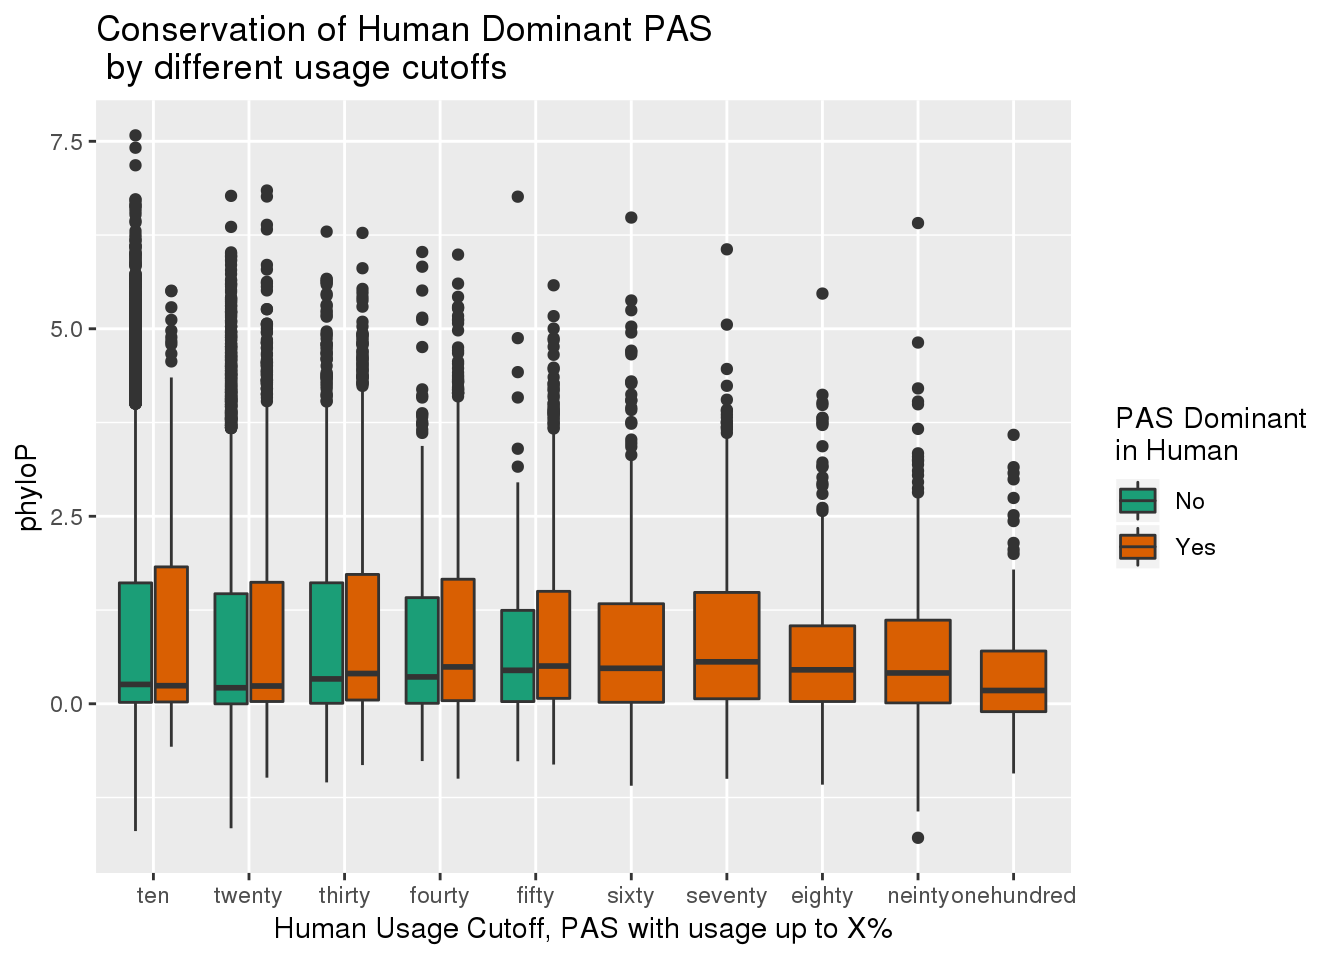 Conservation of Human Dominant PAS
by different usage cutoffs
7.5
5.0
2.5
0.0
phyloP
ten twenty thirty fourty fifty sixty seventy eighty neinty onehundred
Human Usage Cutoff, PAS with usage up to X%
PAS Dominant
in Human
No
Yes